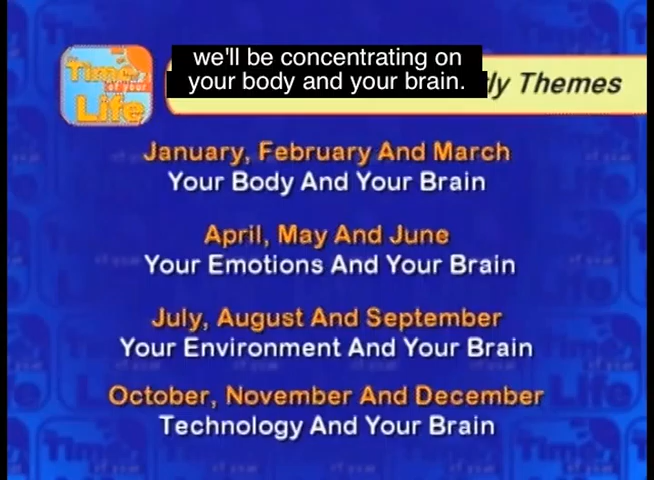 we'll be concentrating on
your body and your brain.
Time
of your
Life
ly Themes
January, February And March
Your Body And Your Brain
April, May And June
Your Emotions And Your Brain
July, August And September
Your Environment And Your Brain
October, November And December
Technology And Your Brain